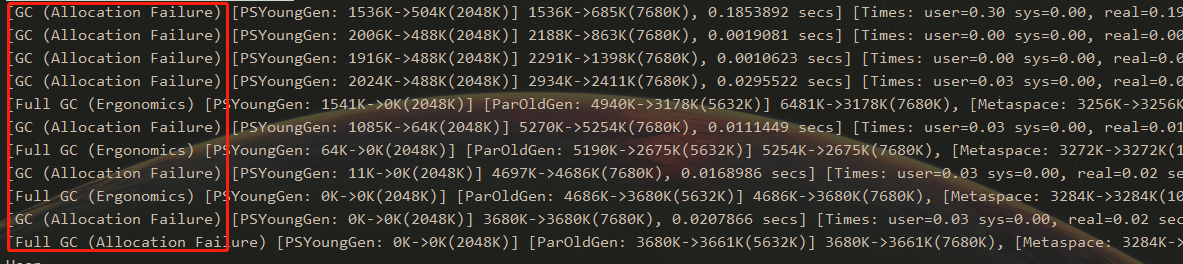 [GC (Allocation Failure) [PSYoungGen: 1536K->504K(2048K)] 1536K->685K(7680K), 0.1853892 secs] [Times: user=0.30 sys=0.00, real=0.19
[GC (Allocation Failure) [PSYoungGen: 2006K->488K(2048K)] 2188K->863K(7680K), 0.0019081 secs] [Times: user=0.00 sys=0.00, real=0.00
[GC (Allocation Failure) [PSYoungGen: 1916K->488K(2048K)] 2291K->1398K(7680K), 0.0010623 secs] [Times: user=0.00 sys=0.00, real=0.0
[GC (Allocation Failure) [PSYoungGen: 2024K->488K(2048K)] 2934K->2411K(7680K), 0.0295522 secs] [Times: user=0.03 sys=0.00, real=0.0
[Full GC (Ergonomics) [PSYoungGen: 1541K->0K(2048K)] [ParOldGen: 4940K->3178K(5632K)] 6481K->3178K(7680K), [Metaspace: 3256K->3256K
[GC (Allocation Failure) [PSYoungGen: 1085K->64K(2048K)] 5270K->5254K(7680K), 0.0111449 secs] [Times: user=0.03 sys=0.00, real=0.01
[Full GC (Ergonomics) [PSYoungGen: 64K->0K(2048K)] [ParOldGen: 5190K->2675K(5632K)] 5254K->2675K(7680K), [Metaspace: 3272K->3272K(1
[GC (Allocation Failure) [PSYoungGen: 11K->0K(2048K)] 4697K->4686K(7680K), 0.0168986 secs] [Times: user=0.03 sys=0.00, real=0.02 sec
[Full GC (Ergonomics) [PSYoungGen: 0K->0K(2048K)] [ParOldGen: 4686K->3680K(5632K)] 4686K->3680K(7680K), [Metaspace: 3284K->3284K(10
[GC (Allocation Failure) [PSYoungGen: 0K->0K(2048K)] 3680K->3680K(7680K), 0.0207866 secs] [Times: user=0.03 sys=0.00, real=0.02 sec
[Full GC (Allocation Failure) [PSYoungGen: 0K->0K(2048K)] [ParOldGen: 3680K->3661K(5632K)] 3680K->3661K(7680K), [Metaspace: 3284K->